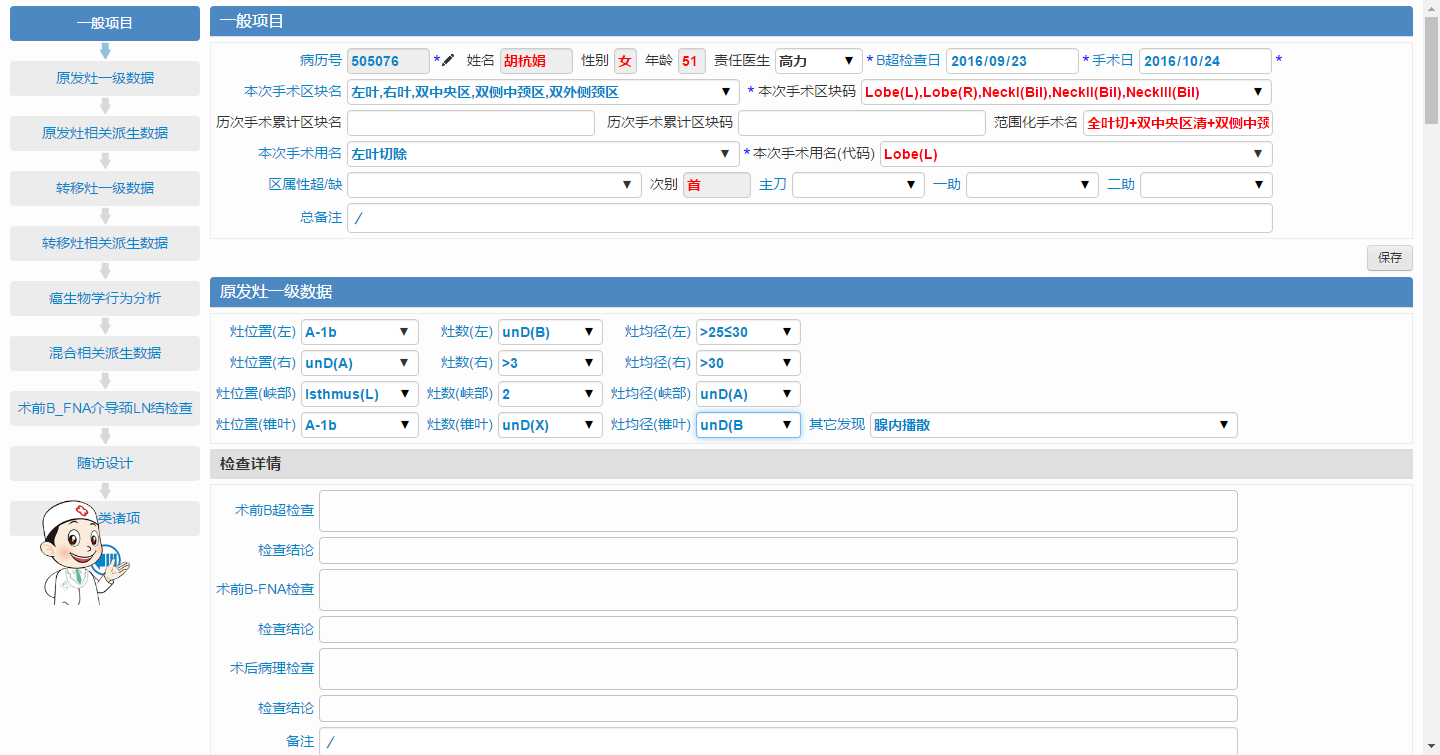 一般项目
原发灶一级数据
原发灶相关派生数据
转移灶一级数据
转移灶相关派生数据
癌生物学行为分析
混合相关派生数据
术前B_FNA介导颈LN结检查
随访设计
类诸项
一般项目
病历号 505076 * 姓名 胡杭娟 性别 女 年龄 51 责任医生 高力 * B超检查日 2016/09/23 * 手术日 2016/10/24 *
本次手术区块名 左叶,右叶,双中央区,双侧中颈区,双外侧颈区 * 本次手术区块码 Lobe(L),Lobe(R),NeckI(Bil),NeckII(Bil),NeckIII(Bil)
历次手术累计区块名 历次手术累计区块码 范围化手术名 全叶切+双中央区清+双侧中颈
本次手术用名 左叶切除 * 本次手术用名(代码) Lobe(L)
区属性超/缺 次别 首 主刀 一助 二助
总备注 /
保存
原发灶一级数据
灶位置(左) A-1b 灶数(左) unD(B) 灶均径(左) >25≤30
灶位置(右) unD(A) 灶数(右) >3 灶均径(右) >30
灶位置(峡部) Isthmus(L) 灶数(峡部) 2 灶均径(峡部) unD(A)
灶位置(锥叶) A-1b 灶数(锥叶) unD(X) 灶均径(锥叶) unD(B 其它发现 腺内播散
检查详情
术前B超检查
检查结论
术前B-FNA检查
检查结论
术后病理检查
检查结论
备注 /